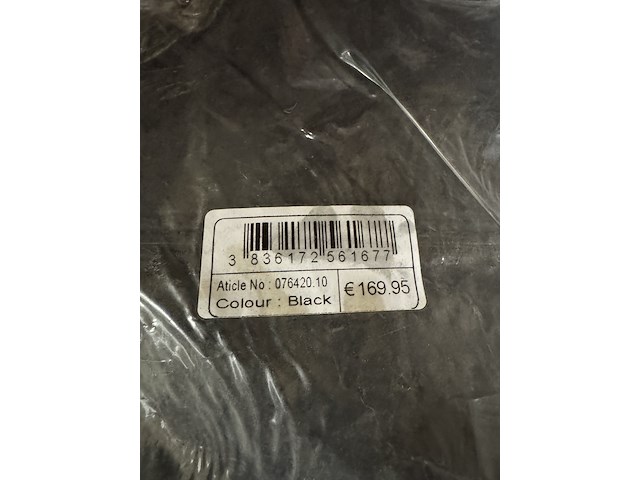 3 836172 561677
Aticle No : 076420.10
Colour : Black
€169.95